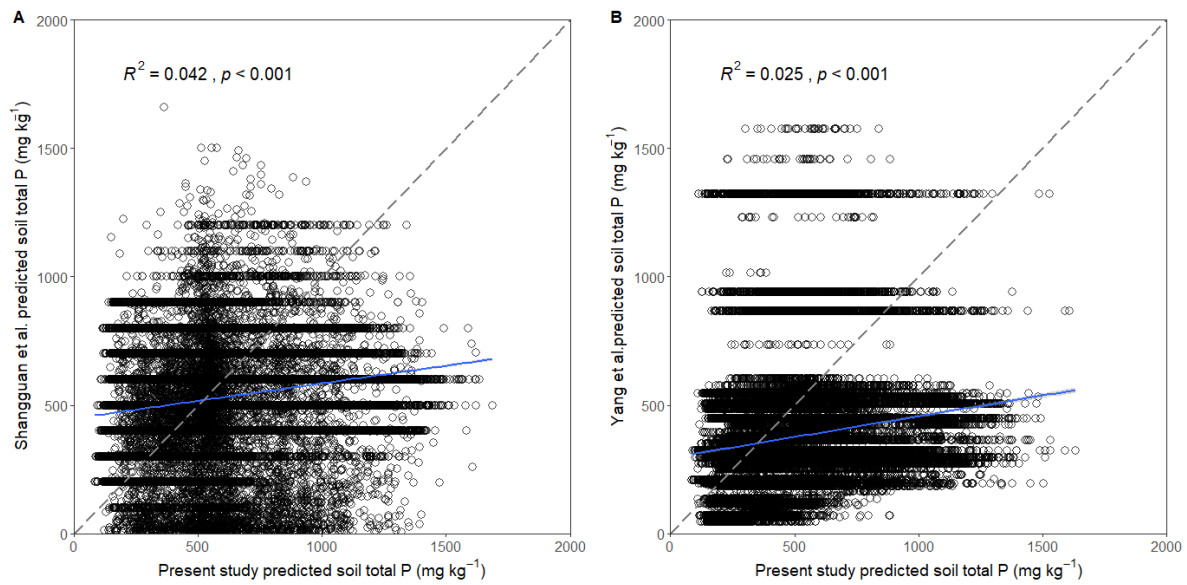 A
R² = 0.042 , p < 0.001
Shangguan et al. predicted soil total P (mg kg⁻¹)
2000
1500
1000
500
0
0 500 1000 1500 2000
Present study predicted soil total P (mg kg⁻¹)
B
R² = 0.025 , p < 0.001
Yang et al.predicted soil total P (mg kg⁻¹)
2000
1500
1000
500
0
0 500 1000 1500 2000
Present study predicted soil total P (mg kg⁻¹)